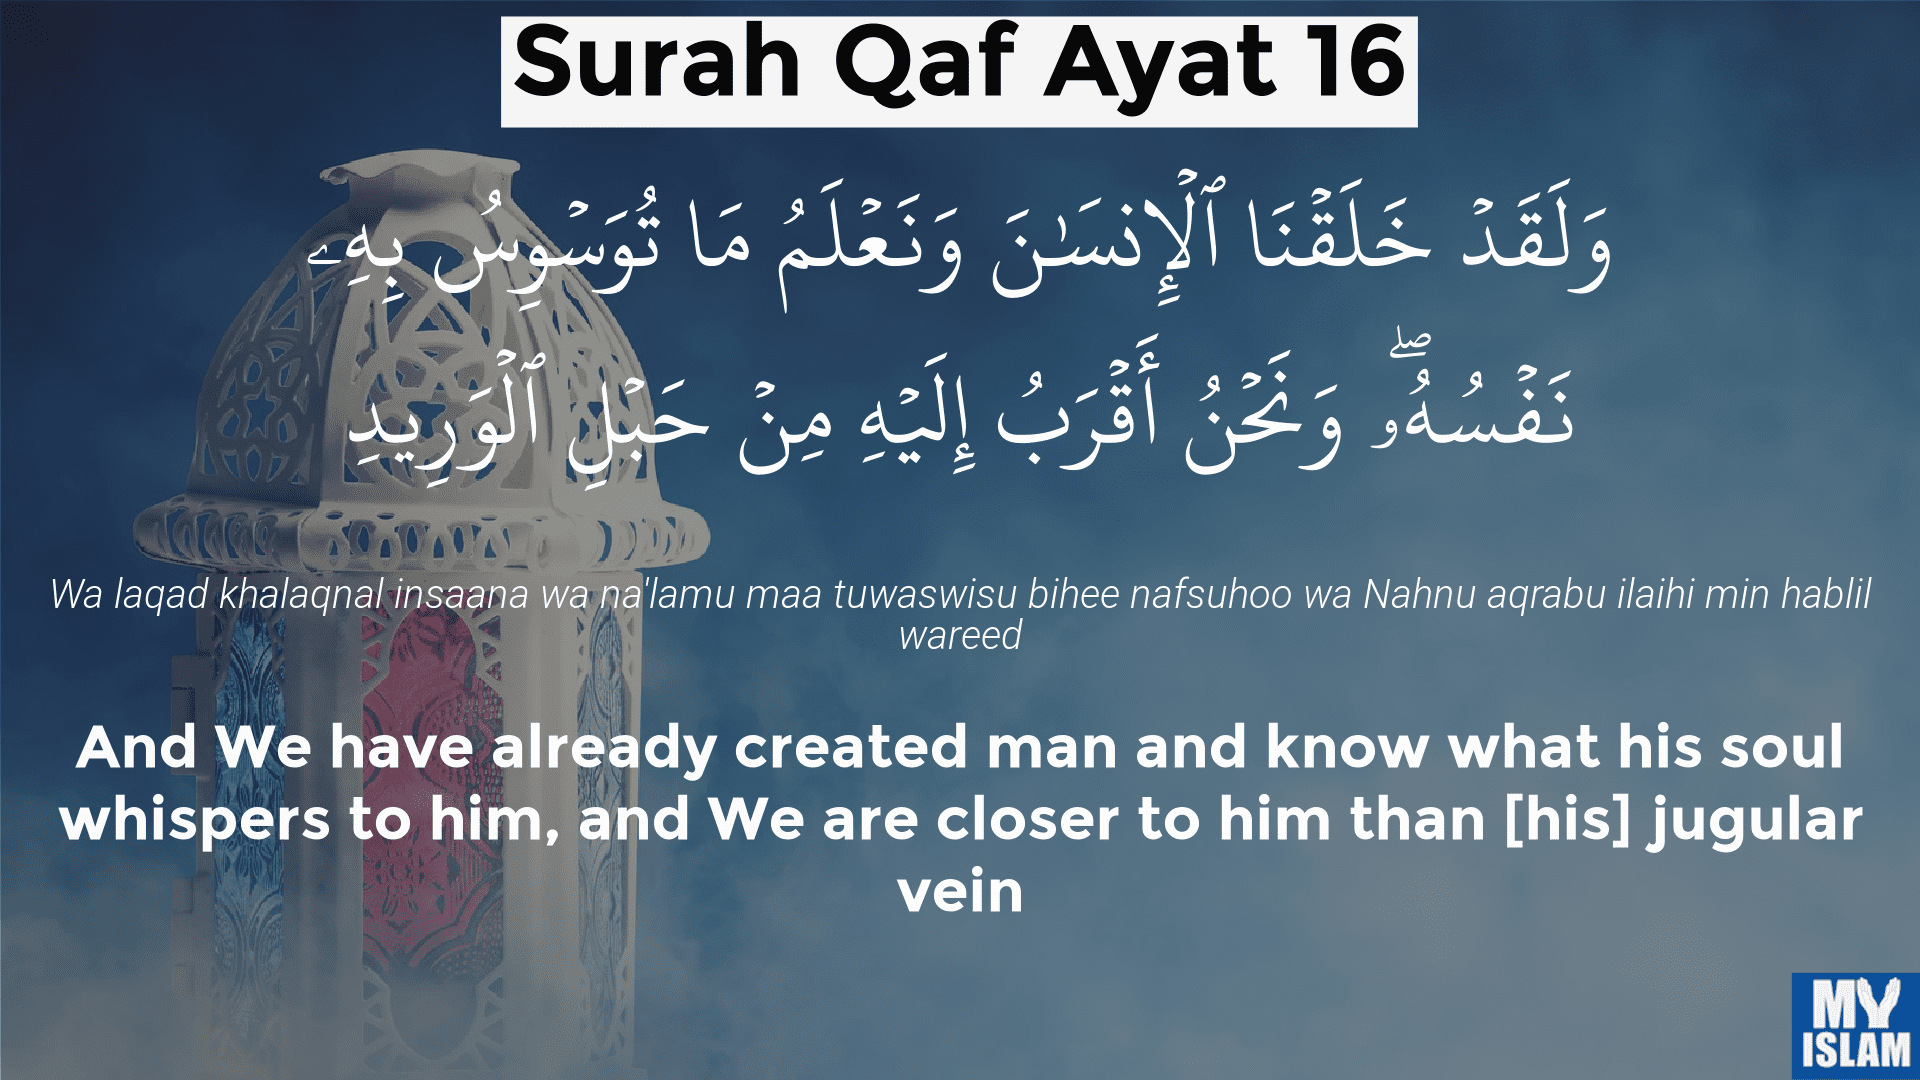 Surah Qaf Ayat 16
وَلَقَدْ خَلَقْنَا ٱلْإِنسَـٰنَ وَنَعْلَمُ مَا تُوَسْوِسُ بِهِۦ
نَفْسُهُۥ ۖ وَنَحْنُ أَقْرَبُ إِلَيْهِ مِنْ حَبْلِ ٱلْوَرِيدِ
Wa laqad khalaqnal insaana wa na'lamu maa tuwaswisu bihee nafsuhoo wa Nahnu aqrabu ilaihi min hablil
wareed
And We have already created man and know what his soul
whispers to him, and We are closer to him than [his] jugular
vein
MY
ISLAM